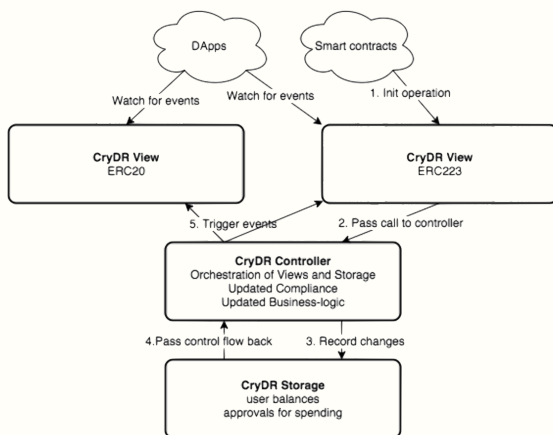 DApps
Smart contracts
Watch for events
Watch for events
1. Init operation
CryDR View
ERC20
CryDR View
ERC223
5. Trigger events
2. Pass call to controller
CryDR Controller
Orchestration of Views and Storage
Updated Compliance
Updated Business-logic
4.Pass control flow back
3. Record changes
CryDR Storage
user balances
approvals for spending